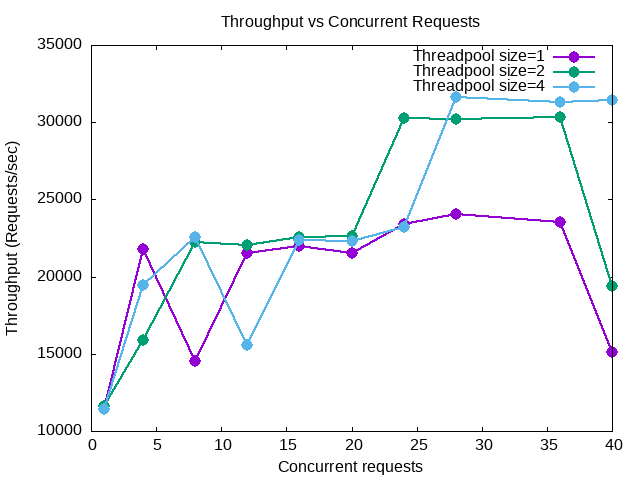 Throughput vs Concurrent Requests
35000
30000
25000
20000
15000
10000
Throughput (Requests/sec)
Threadpool size=1
Threadpool size=2
Threadpool size=4
0 5 10 15 20 25 30 35 40
Concurrent requests